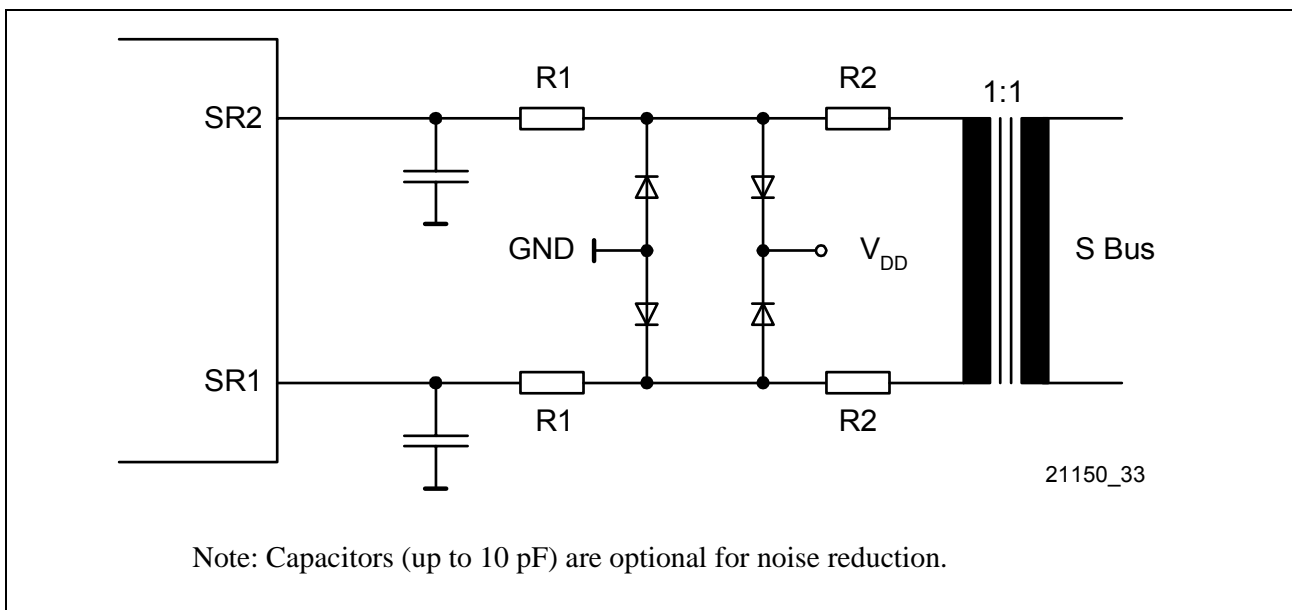 R1
R2
1:1
SR2
GND
VDD
S Bus
SR1
R1
R2
21150_33
Note: Capacitors (up to 10 pF) are optional for noise reduction.